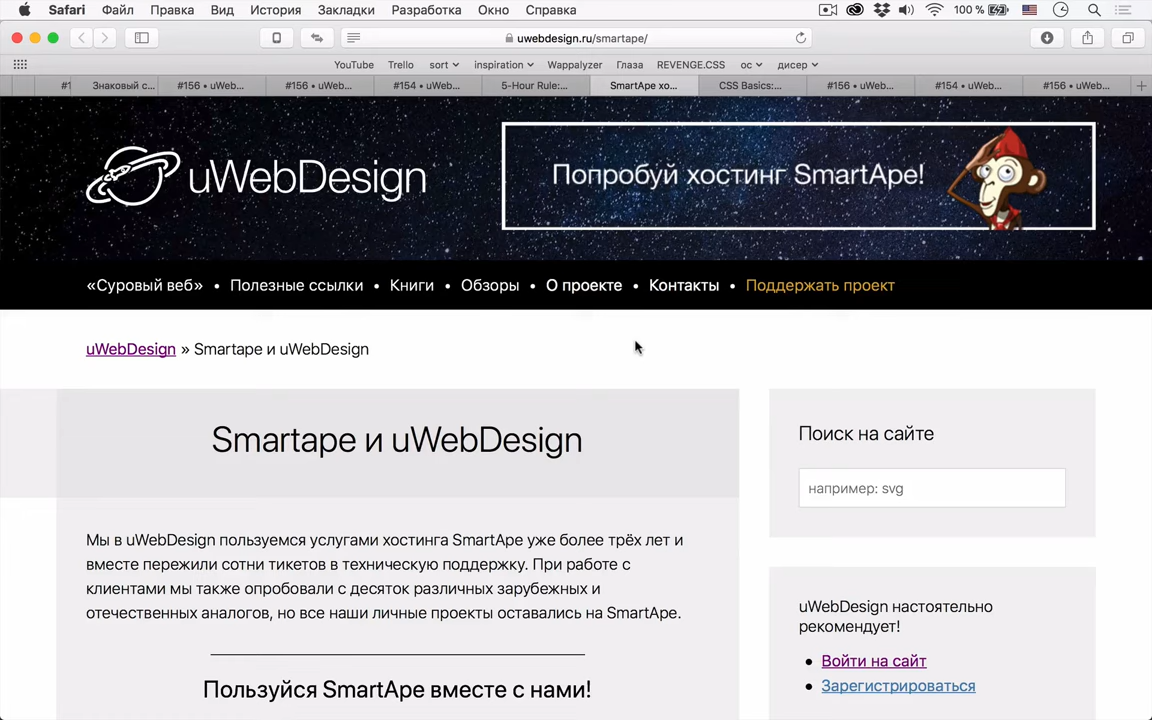 Safari Файл Правка Вид История Закладки Разработка Окно Справка 100 %
uwebdesign.ru/smartape/
YouTube Trello sort inspiration Wappalyzer Глаза REVENGE.CSS ос дисер
#1 Знаковый с... #156 • uWeb... #156 • uWeb... #154 • uWeb... 5-Hour Rule:... SmartApe хо... CSS Basics:... #156 • uWeb... #154 • uWeb... #156 • uWeb...
uWebDesign
Попробуй хостинг SmartApe!
«Суровый веб» • Полезные ссылки • Книги • Обзоры • О проекте • Контакты • Поддержать проект
uWebDesign » Smartape и uWebDesign
Smartape и uWebDesign
Мы в uWebDesign пользуемся услугами хостинга SmartApe уже более трёх лет и
вместе пережили сотни тикетов в техническую поддержку. При работе с
клиентами мы также опробовали с десяток различных зарубежных и
отечественных аналогов, но все наши личные проекты оставались на SmartApe.
Пользуйся SmartApe вместе с нами!
Поиск на сайте
например: svg
uWebDesign настоятельно
рекомендует!
• Войти на сайт
• Зарегистрироваться